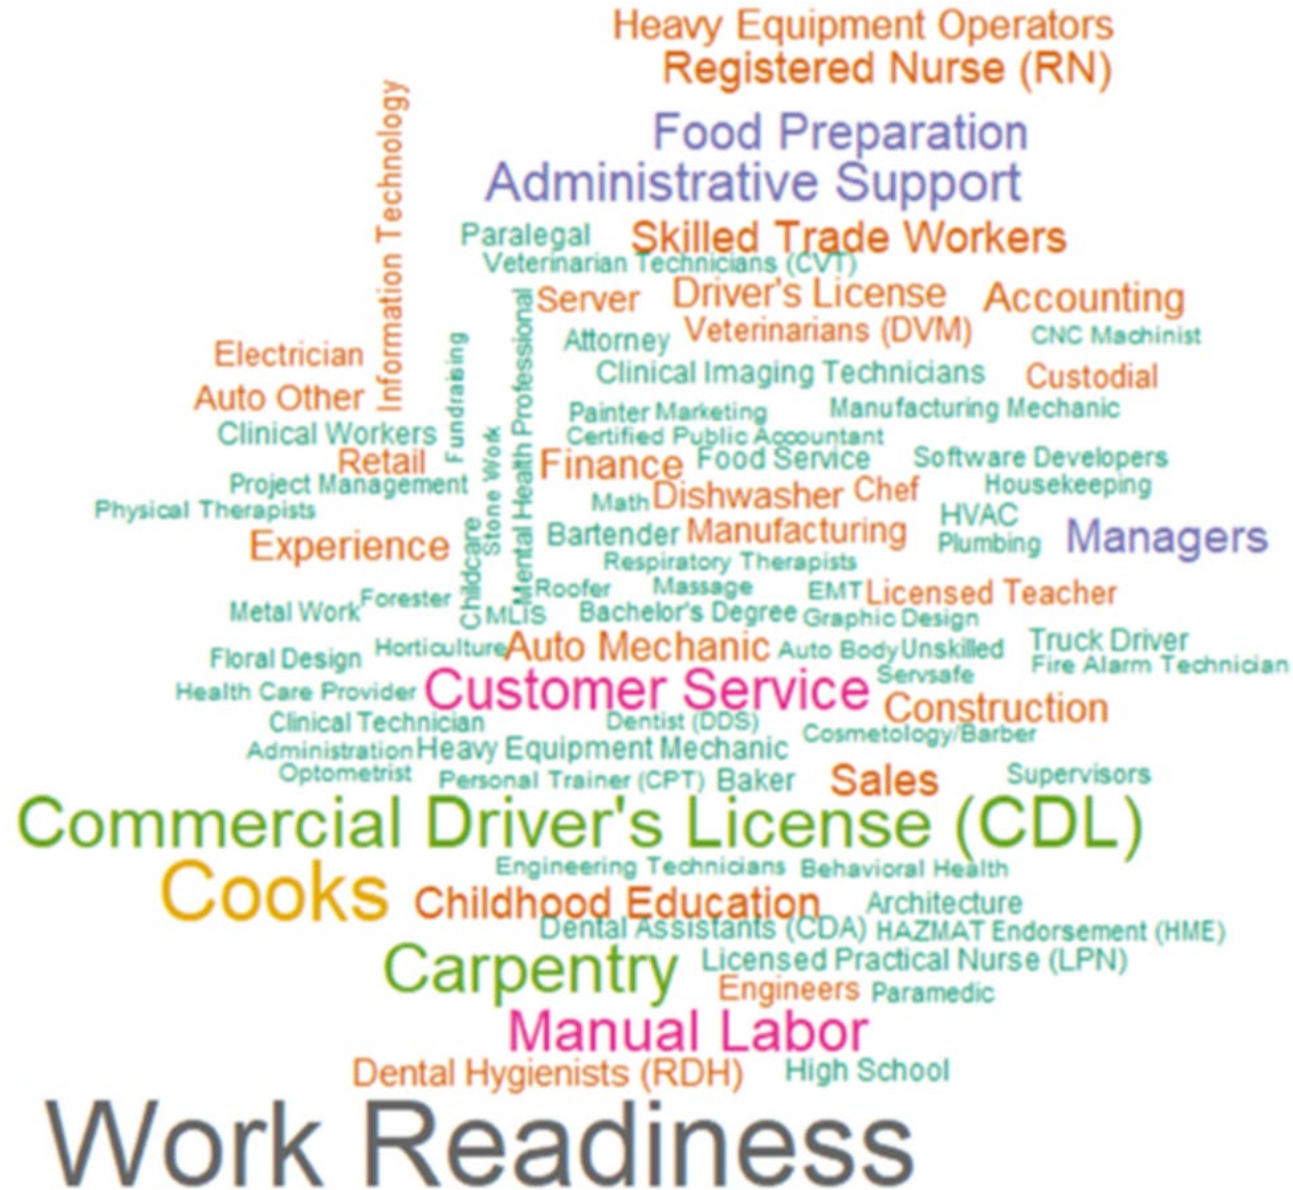 Heavy Equipment Operators
Registered Nurse (RN)
Information Technology
Food Preparation
Administrative Support
Paralegal
Skilled Trade Workers
Veterinarian Technicians (CVT)
Server
Driver's License
Accounting
Mental Health Professional
Attorney
Veterinarians (DVM)
CNC Machinist
Electrician
Fundraising
Clinical Imaging Technicians
Custodial
Auto Other
Painter Marketing
Manufacturing Mechanic
Clinical Workers
Stone Work
Certified Public Accountant
Retail
Finance
Food Service
Software Developers
Project Management
Math
Dishwasher
Chef
Housekeeping
Physical Therapists
HVAC
Experience
Childcare
Bartender
Manufacturing
Plumbing
Managers
Respiratory Therapists
Roofer
Massage
EMT
Licensed Teacher
Metal Work
Forester
MLIS
Bachelor's Degree
Graphic Design
Floral Design
Horticulture
Auto Mechanic
Auto Body
Unskilled
Truck Driver
Fire Alarm Technician
Health Care Provider
Customer Service
Servsafe
Construction
Clinical Technician
Dentist (DDS)
Cosmetology/Barber
Administration
Heavy Equipment Mechanic
Optometrist
Personal Trainer (CPT)
Baker
Sales
Supervisors
Commercial Driver's License (CDL)
Cooks
Engineering Technicians
Behavioral Health
Childhood Education
Architecture
Dental Assistants (CDA)
HAZMAT Endorsement (HME)
Carpentry
Licensed Practical Nurse (LPN)
Engineers
Paramedic
Manual Labor
Dental Hygienists (RDH)
High School
Work Readiness